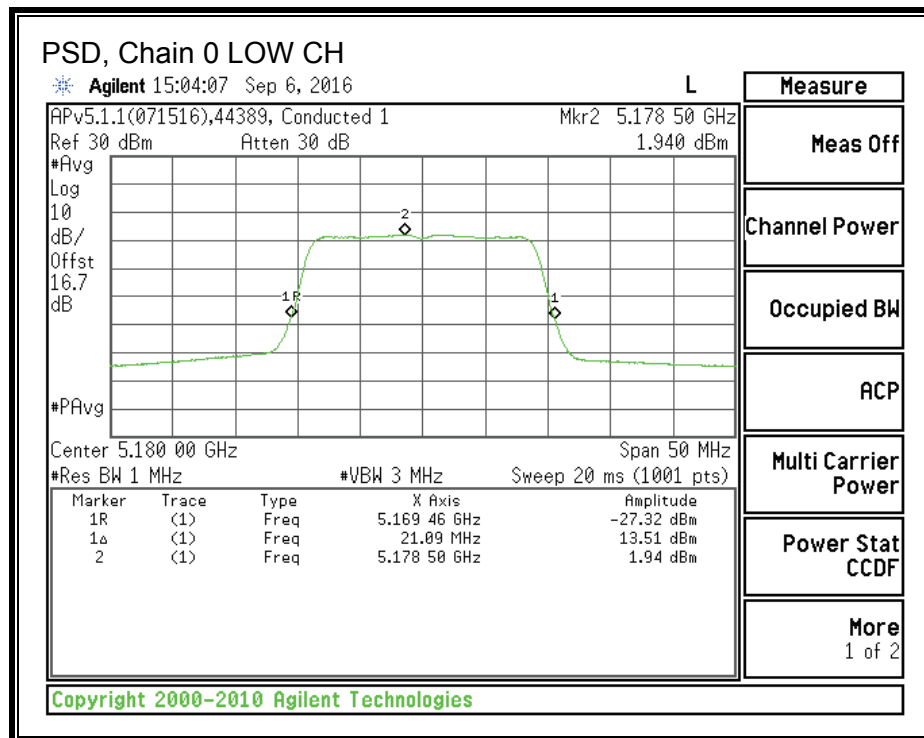 PSD, Chain 0 LOW CH
Agilent 15:04:07 Sep 6, 2016 L
APv5.1.1(071516),44389, Conducted 1 Mkr2 5.178 50 GHz
Ref 30 dBm Atten 30 dB 1.940 dBm
#Avg
Log
10
dB/
Offst
16.7
dB
2
1R
1
#PAvg
Center 5.180 00 GHz Span 50 MHz
#Res BW 1 MHz #VBW 3 MHz Sweep 20 ms (1001 pts)
Marker Trace Type X Axis Amplitude
1R (1) Freq 5.169 46 GHz -27.32 dBm
1Δ (1) Freq 21.09 MHz 13.51 dBm
2 (1) Freq 5.178 50 GHz 1.94 dBm
Measure
Meas Off
Channel Power
Occupied BW
ACP
Multi Carrier
Power
Power Stat
CCDF
More
1 of 2
Copyright 2000-2010 Agilent Technologies